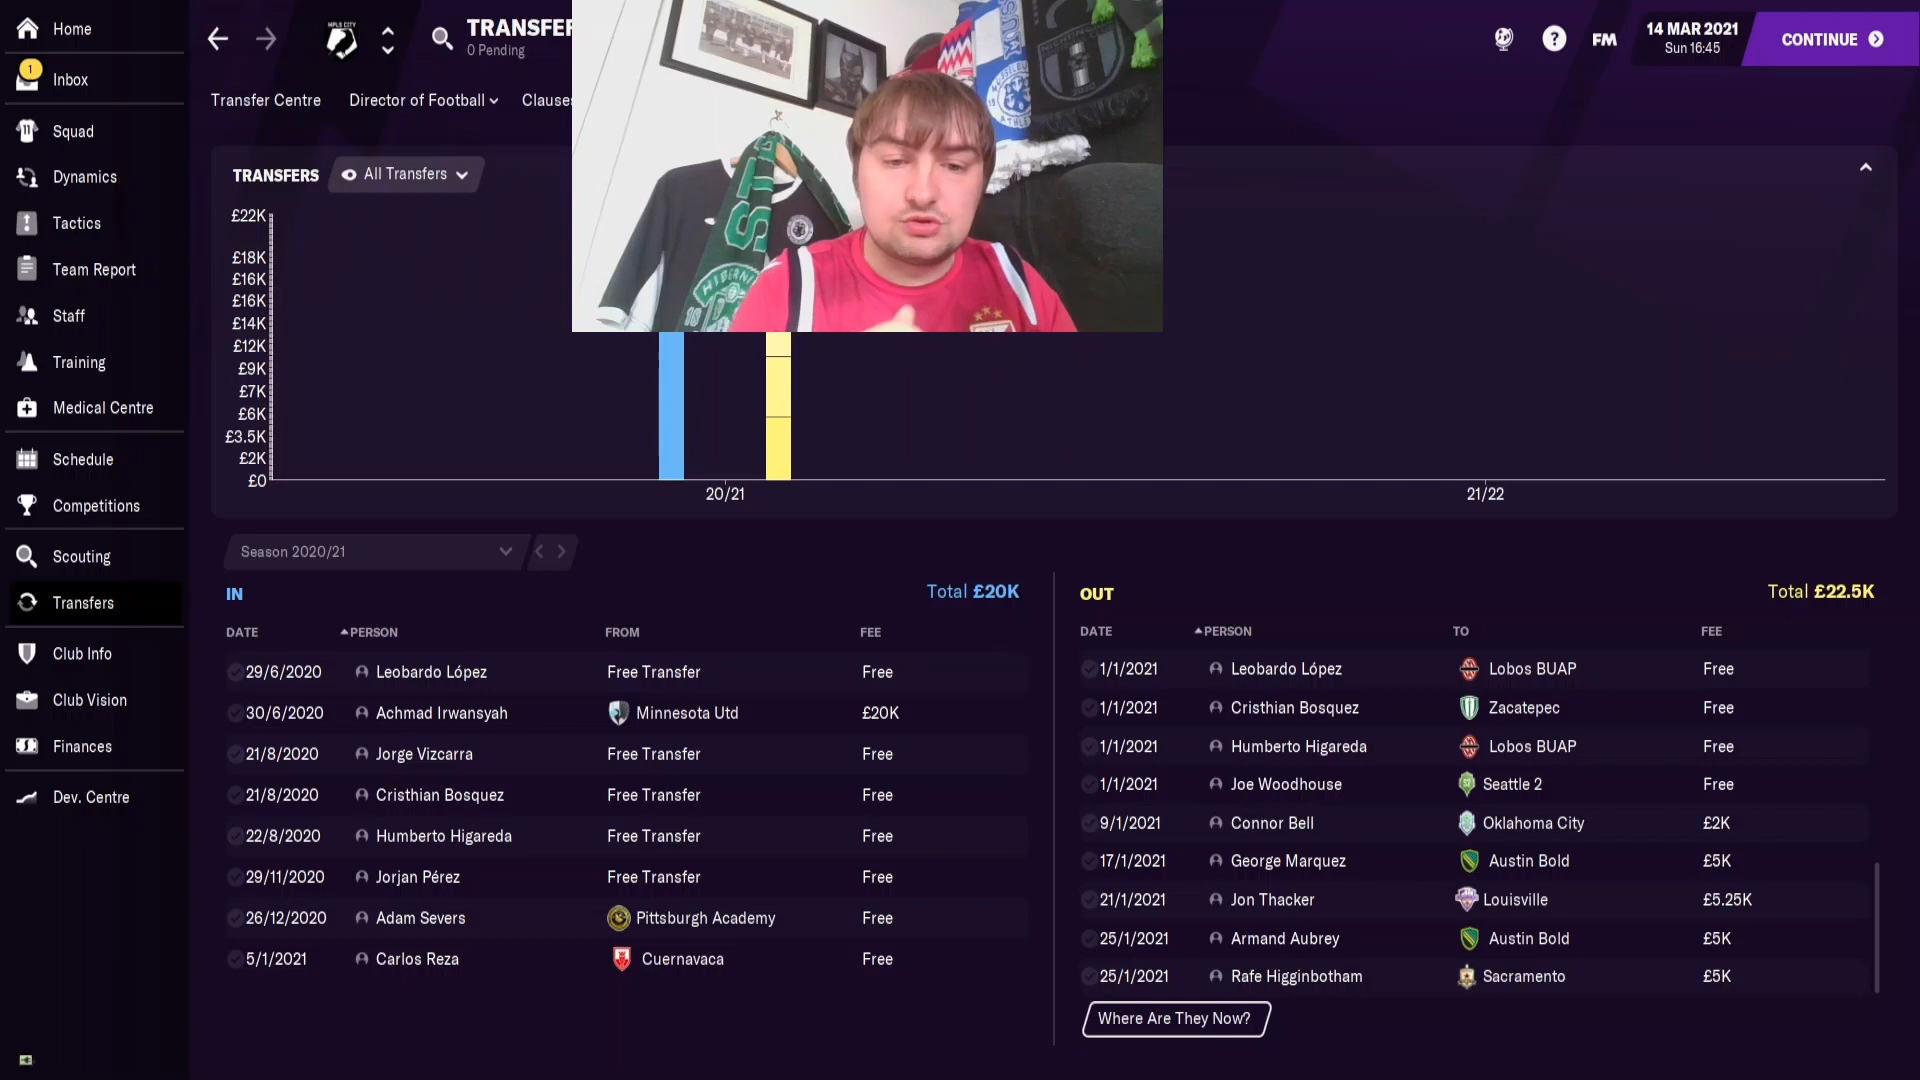 Home
Inbox
1
Squad
Dynamics
Tactics
Team Report
Staff
Training
Medical Centre
Schedule
Competitions
Scouting
Transfers
Club Info
Club Vision
Finances
Dev. Centre
MPLS CITY
TRANSFER
0 Pending
? FM
14 MAR 2021
Sun 16:45
CONTINUE
Transfer Centre Director of Football Clauses
TRANSFERS All Transfers
£22K
£18K
£16K
£16K
£14K
£12K
£9K
£7K
£6K
£3.5K
£2K
£0
20/21 21/22
Season 2020/21
IN Total £20K
DATE PERSON FROM FEE
29/6/2020 Leobardo López Free Transfer Free
30/6/2020 Achmad Irwansyah Minnesota Utd £20K
21/8/2020 Jorge Vizcarra Free Transfer Free
21/8/2020 Cristhian Bosquez Free Transfer Free
22/8/2020 Humberto Higareda Free Transfer Free
29/11/2020 Jorjan Pérez Free Transfer Free
26/12/2020 Adam Severs Pittsburgh Academy Free
5/1/2021 Carlos Reza Cuernavaca Free
OUT Total £22.5K
DATE PERSON TO FEE
1/1/2021 Leobardo López Lobos BUAP Free
1/1/2021 Cristhian Bosquez Zacatepec Free
1/1/2021 Humberto Higareda Lobos BUAP Free
1/1/2021 Joe Woodhouse Seattle 2 Free
9/1/2021 Connor Bell Oklahoma City £2K
17/1/2021 George Marquez Austin Bold £5K
21/1/2021 Jon Thacker Louisville £5.25K
25/1/2021 Armand Aubrey Austin Bold £5K
25/1/2021 Rafe Higginbotham Sacramento £5K
Where Are They Now?